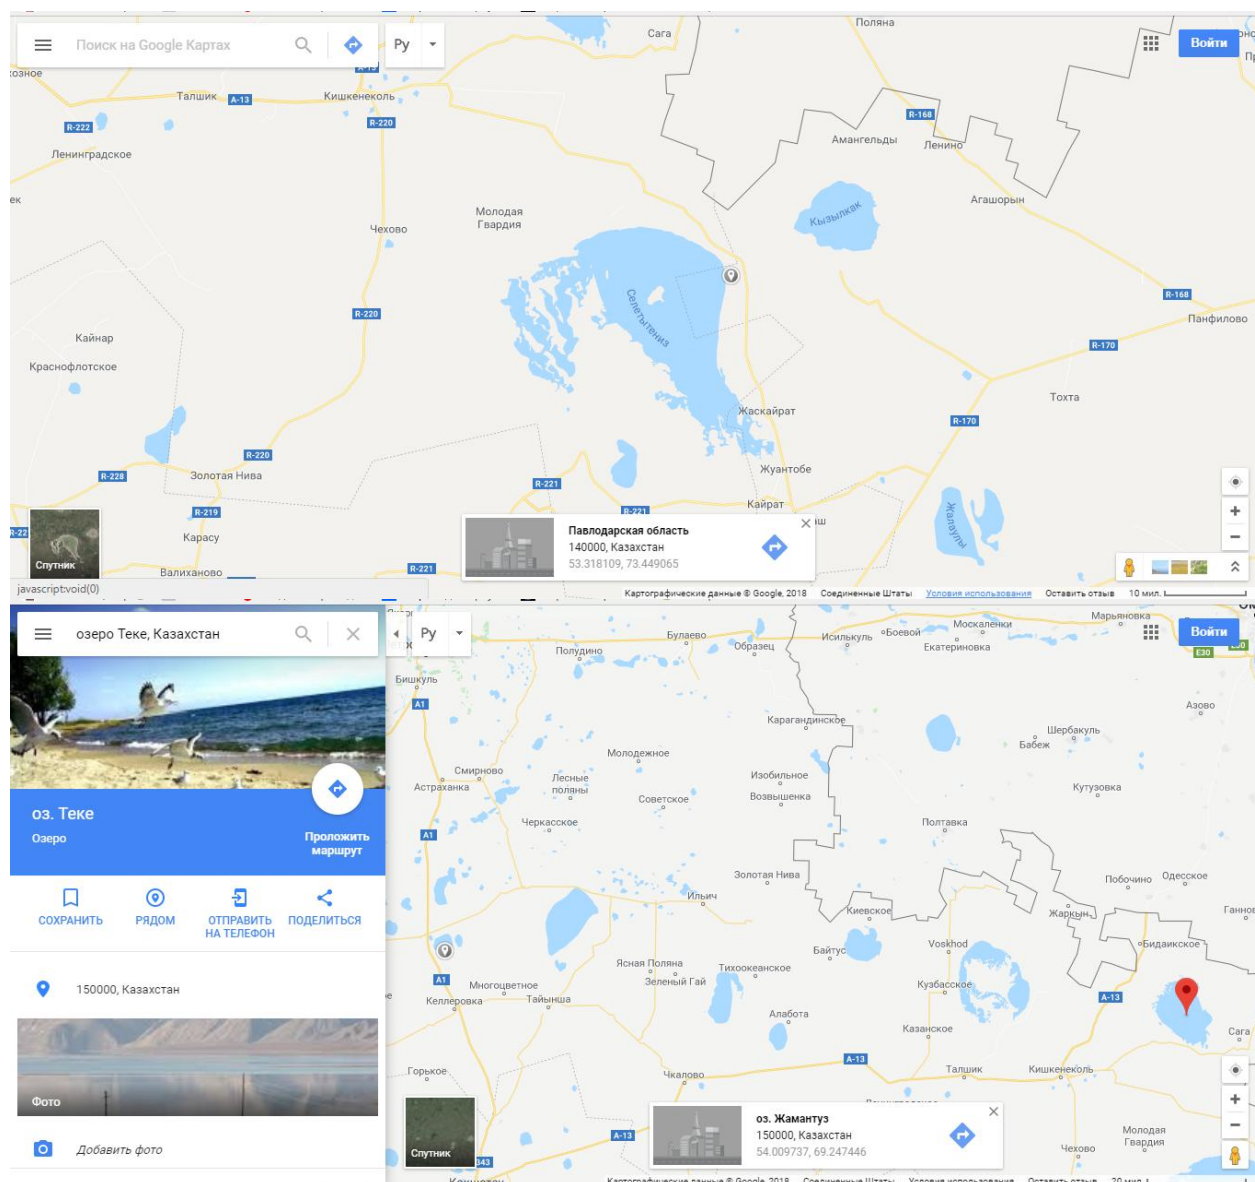 Поляна
Сага
Поиск на Google Картах
Ру
Войти
Талшик
A-13
Кишкенеколь
R-220
R-168
R-222
Амангельды
Ленино
Ленинградское
Агашорын
Молодая
Гвардия
Кызылкак
Чехово
Селетытениз
R-168
R-220
Панфилово
Кайнар
R-170
Краснофлотское
Тохта
Жаскайрат
R-170
R-220
Жуантобе
R-228
Золотая Нива
R-221
Кайрат
R-219
R-221
Жалаулы
Карасу
Павлодарская область
140000, Казахстан
53.318109, 73.449065
Спутник
Валиханово
R-221
javascript:void(0)
Картографические данные © Google, 2018
Соединенные Штаты
Условия использования
Оставить отзыв
10 мил.
озеро Теке, Казахстан
Ру
Войти
Булаево
Полудино
Образец
Исилькуль
Боевой
Москаленки
Екатериновка
Марьяновка
E30
Бишкуль
A1
Азово
Карагандинское
Шербакуль
Бабеж
Молодежное
Смирново
Астраханка
Лесные
поляны
Изобильное
Советское
Возвышенка
Кутузовка
оз. Теке
Озеро
Проложить
маршрут
Черкасское
A1
Полтавка
Золотая Нива
Побочино
Одесское
Ильич
Киевское
Жаркын
СОХРАНИТЬ
РЯДОМ
ОТПРАВИТЬ
НА ТЕЛЕФОН
ПОДЕЛИТЬСЯ
Байтус
Voskhod
Бидаикское
Ясная Поляна
Тихоокеанское
Зеленый Гай
Кузбасское
A1
Многоцветное
Келлеровка
Тайынша
A-13
150000, Казахстан
Алабота
Казанское
Сага
A-13
Горькое
Чкалово
Талшик
Кишкенеколь
Фото
оз. Жамантуз
150000, Казахстан
54.009737, 69.247446
A-13
Молодая
Гвардия
Чехово
Спутник
Добавить фото
343